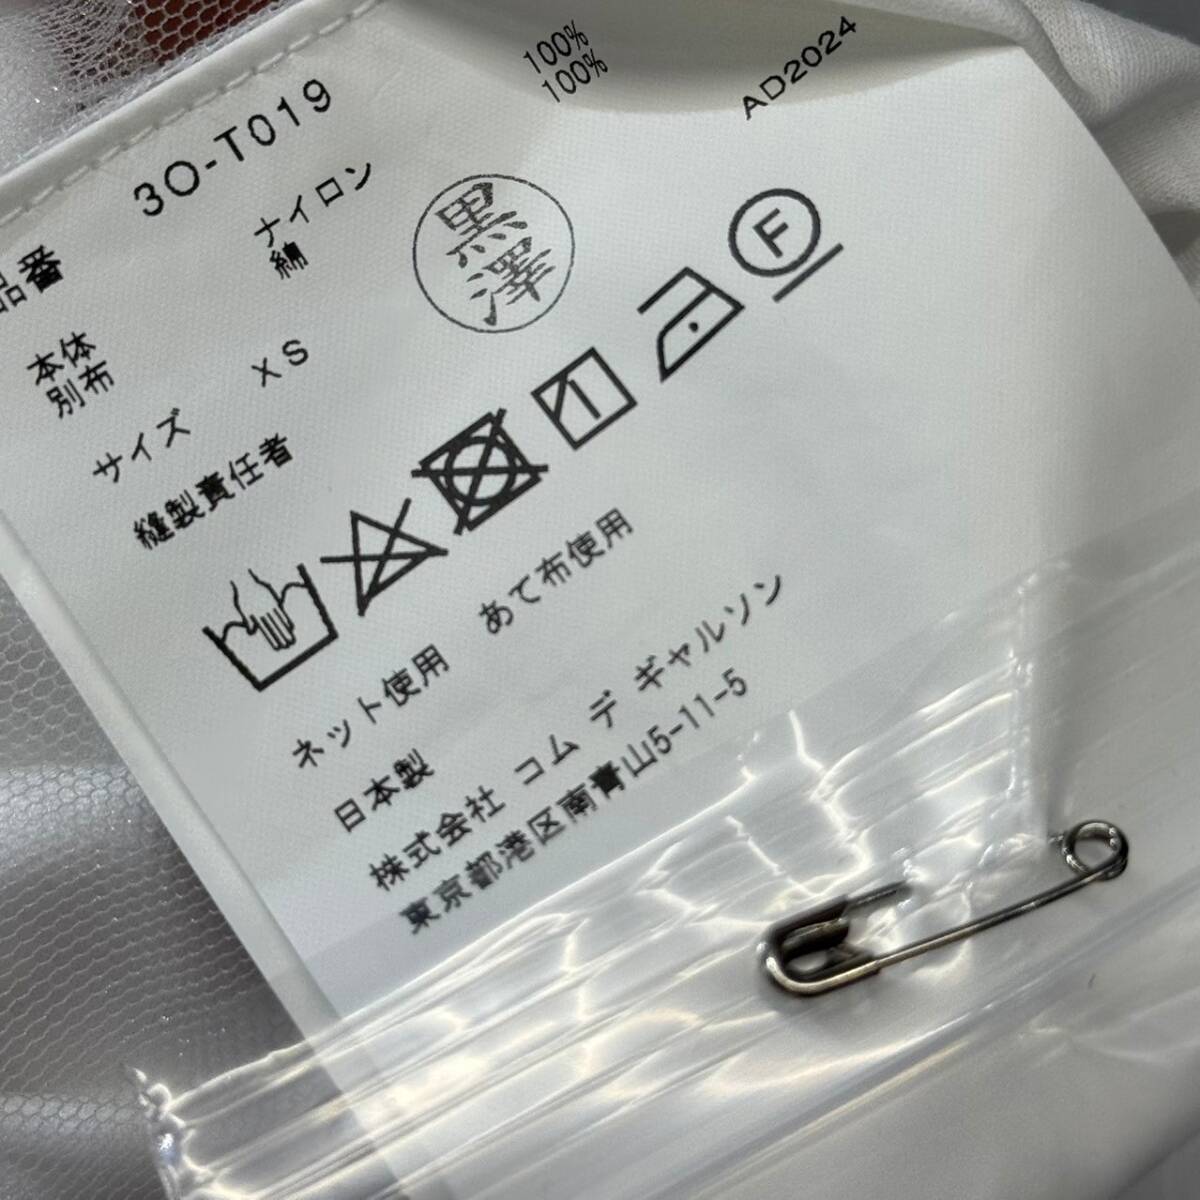 品番 3O-T019
本体 ナイロン 100%
別布 綿 100%
サイズ XS
縫製責任者 黒澤
AD2024
F
ネット使用 あて布使用
日本製
株式会社 コム デ ギャルソン
東京都港区南青山5-11-5